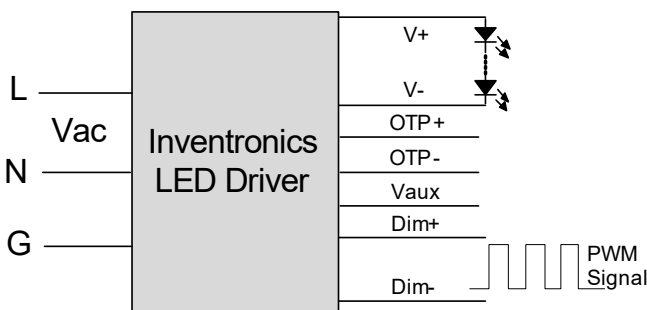 V+
L
V-
Vac
OTP+
Inventronics
LED Driver
OTP-
N
Vaux
Dim+
G
PWM
Signal
Dim-